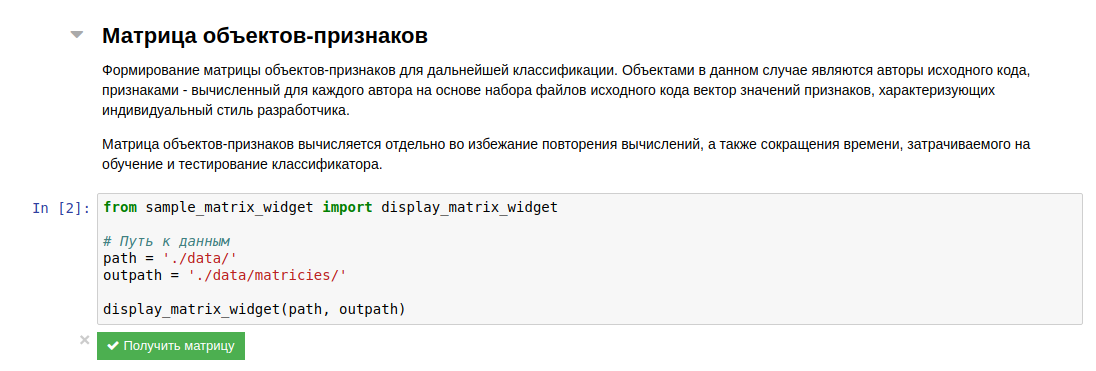 Матрица объектов-признаков
Формирование матрицы объектов-признаков для дальнейшей классификации. Объектами в данном случае являются авторы исходного кода,
признаками - вычисленный для каждого автора на основе набора файлов исходного кода вектор значений признаков, характеризующих
индивидуальный стиль разработчика.
Матрица объектов-признаков вычисляется отдельно во избежание повторения вычислений, а также сокращения времени, затрачиваемого на
обучение и тестирование классификатора.
In [2]: from sample_matrix_widget import display_matrix_widget
# Путь к данным
path = './data/'
outpath = './data/matricies/'
display_matrix_widget(path, outpath)
Получить матрицу